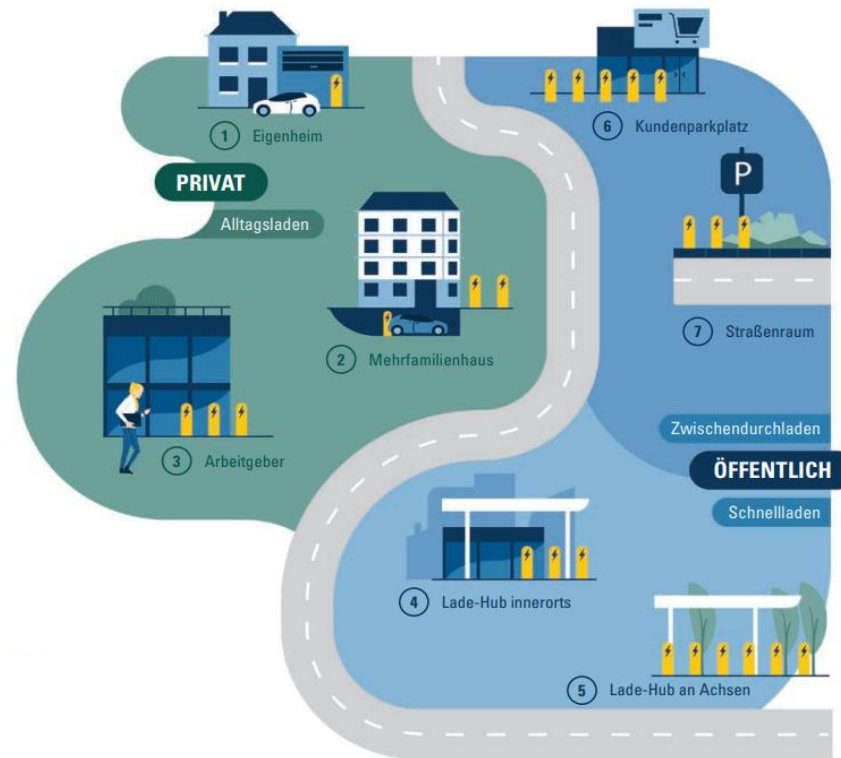 1 Eigenheim
PRIVAT
Alltagsladen
2 Mehrfamilienhaus
3 Arbeitgeber
6 Kundenparkplatz
P
7 Straßenraum
Zwischendurchladen
ÖFFENTLICH
Schnellladen
4 Lade-Hub innerorts
5 Lade-Hub an Achsen